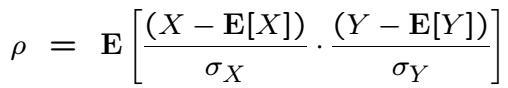 ρ = E [ (X − E[X]) / σ_X · (Y − E[Y]) / σ_Y ]